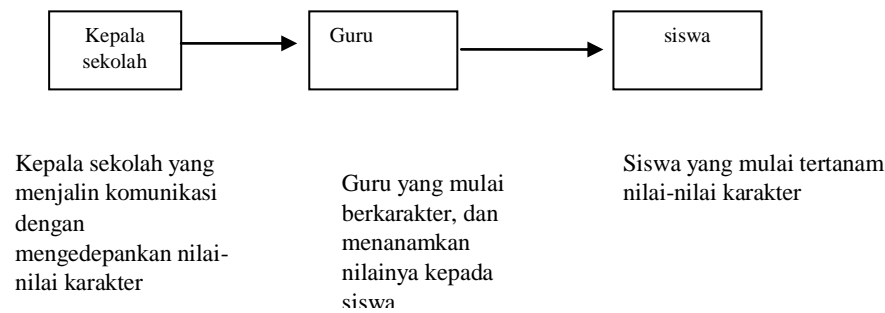 Kepala
sekolah
Guru
siswa
Kepala sekolah yang
menjalin komunikasi
dengan
mengedepankan nilai-
nilai karakter
Guru yang mulai
berkarakter, dan
menanamkan
nilainya kepada
siswa
Siswa yang mulai tertanam
nilai-nilai karakter